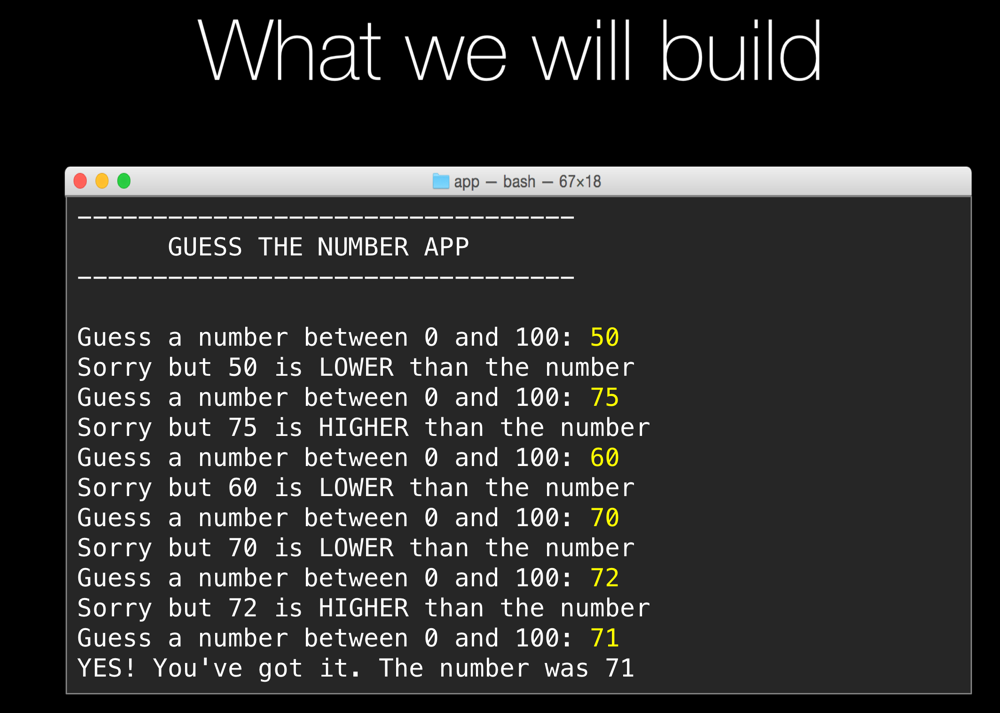 What we will build
app — bash — 67×18
---------------------------------
GUESS THE NUMBER APP
---------------------------------
Guess a number between 0 and 100: 50
Sorry but 50 is LOWER than the number
Guess a number between 0 and 100: 75
Sorry but 75 is HIGHER than the number
Guess a number between 0 and 100: 60
Sorry but 60 is LOWER than the number
Guess a number between 0 and 100: 70
Sorry but 70 is LOWER than the number
Guess a number between 0 and 100: 72
Sorry but 72 is HIGHER than the number
Guess a number between 0 and 100: 71
YES! You've got it. The number was 71